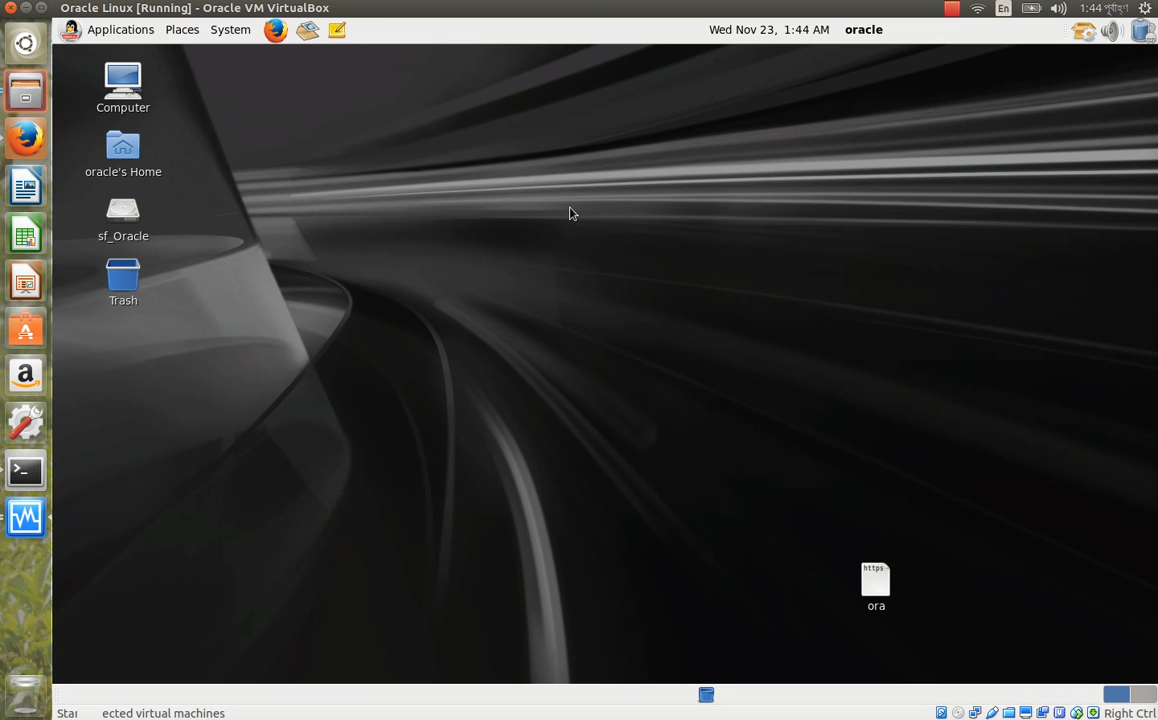 Oracle Linux [Running] - Oracle VM VirtualBox
En
1:44 পূর্বাহ্ণ
Applications Places System
Wed Nov 23, 1:44 AM oracle
Computer
oracle's Home
sf_Oracle
Trash
https-
ora
Star ected virtual machines
Right Ctrl